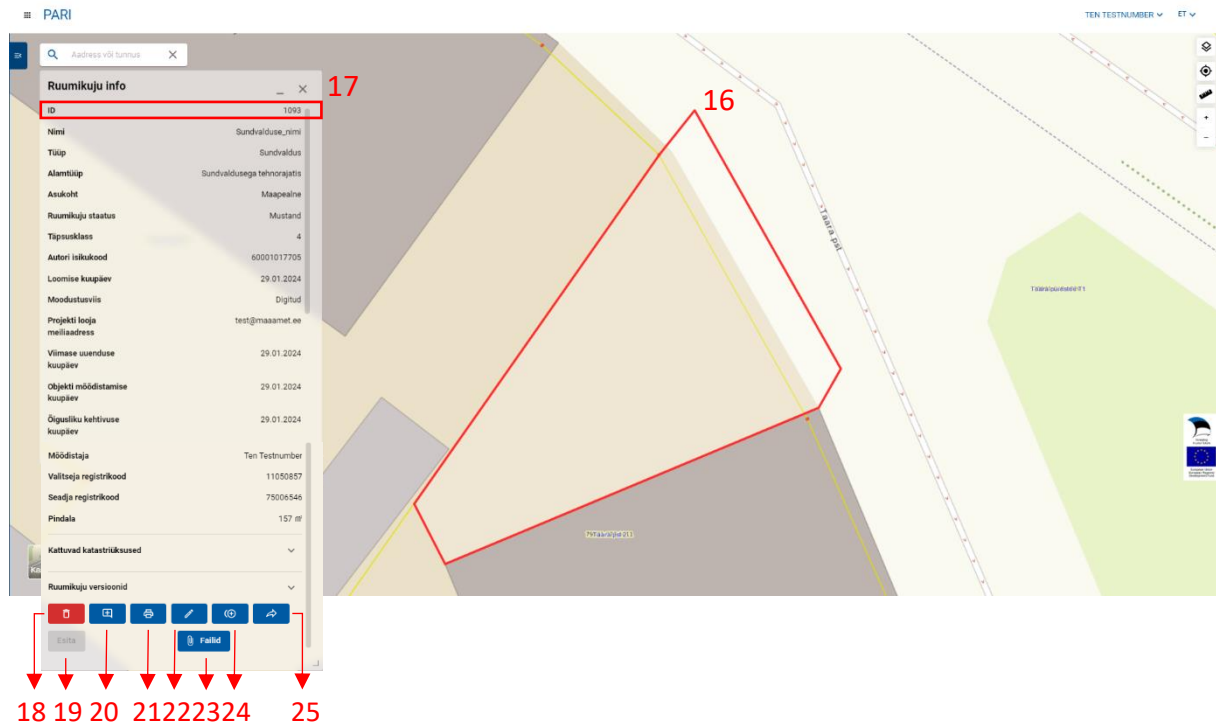 PARI
TEN TESTNUMBER
ET
Aadress või tunnus
Ruumikuju info
17
ID 1093
Nimi Sundvalduse_nimi
Tüüp Sundvaldus
Alamtüüp Sundvaldusega tehnorajatis
Asukoht Maapealne
Ruumikuju staatus Mustand
Täpsusklass 4
Autori isikukood 60001017705
Loomise kuupäev 29.01.2024
Moodustusviis Digitud
Projekti looja test@maaamet.ee
meiliaadress
Viimase uuenduse 29.01.2024
kuupäev
Objekti mõõdistamise 29.01.2024
kuupäev
Õigusliku kehtivuse 29.01.2024
kuupäev
Mõõdistaja Ten Testnumber
Valitseja registrikood 11050857
Seadja registrikood 75006546
Pindala 157 m²
Kattuvad katastriüksused
Ruumikuju versioonid
Esita
Failid
16
Taara pst
18 19 20 21 22 23 24 25